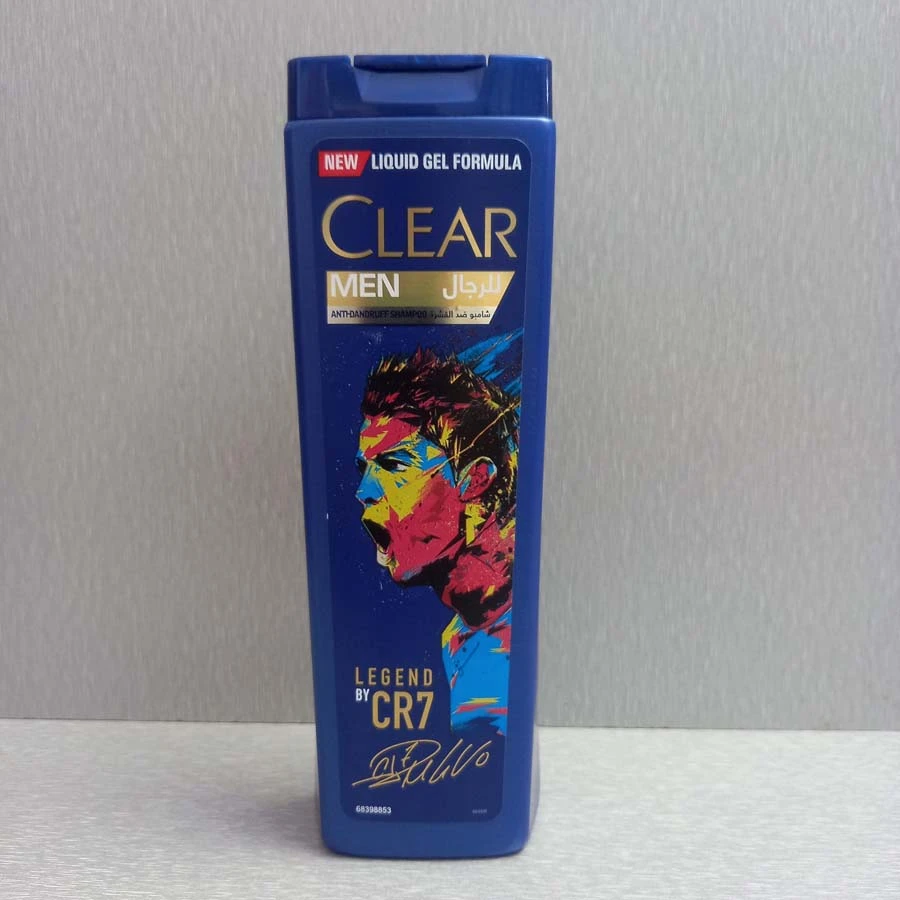 NEW LIQUID GEL FORMULA
CLEAR
MEN للرجال
ANTI-DANDRUFF SHAMPOO شامبو ضد القشرة
LEGEND
BY CR7
68398853